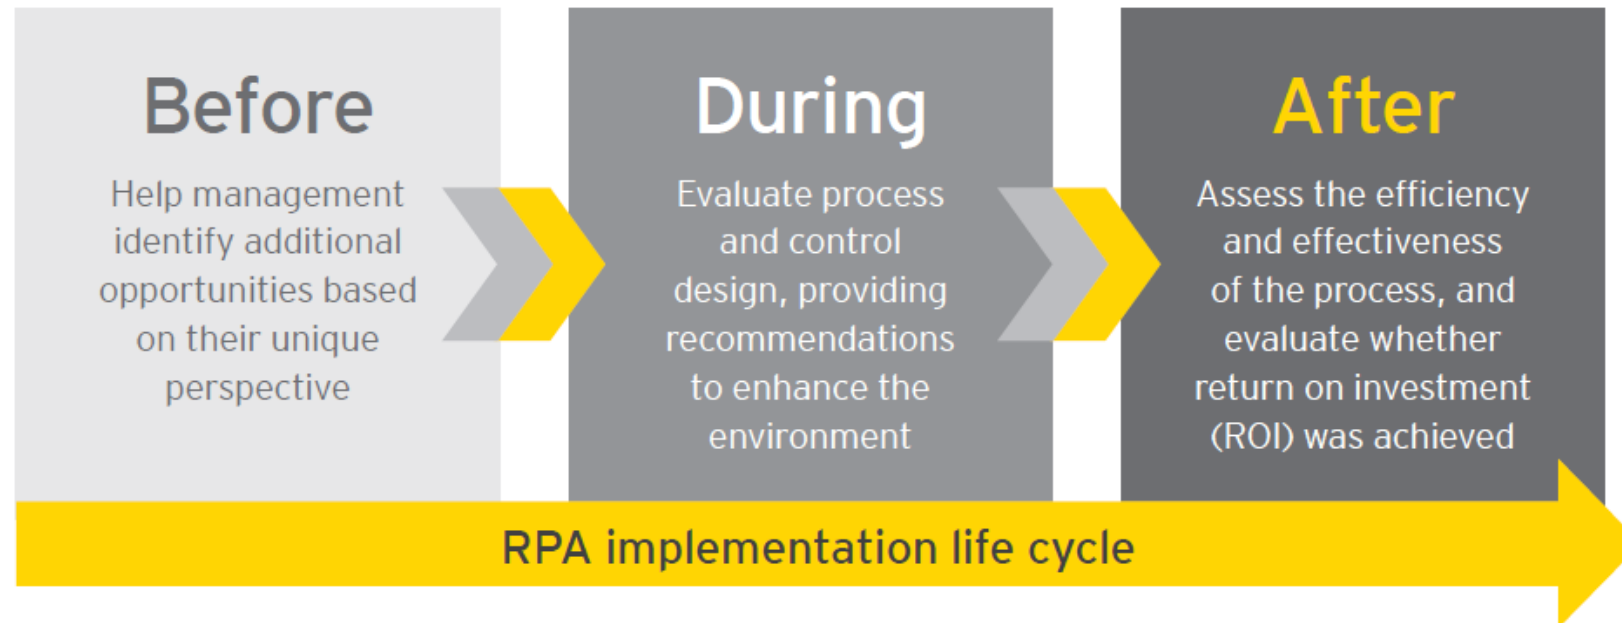 Before
Help management
identify additional
opportunities based
on their unique
perspective
During
Evaluate process
and control
design, providing
recommendations
to enhance the
environment
After
Assess the efficiency
and effectiveness
of the process, and
evaluate whether
return on investment
(ROI) was achieved
RPA implementation life cycle